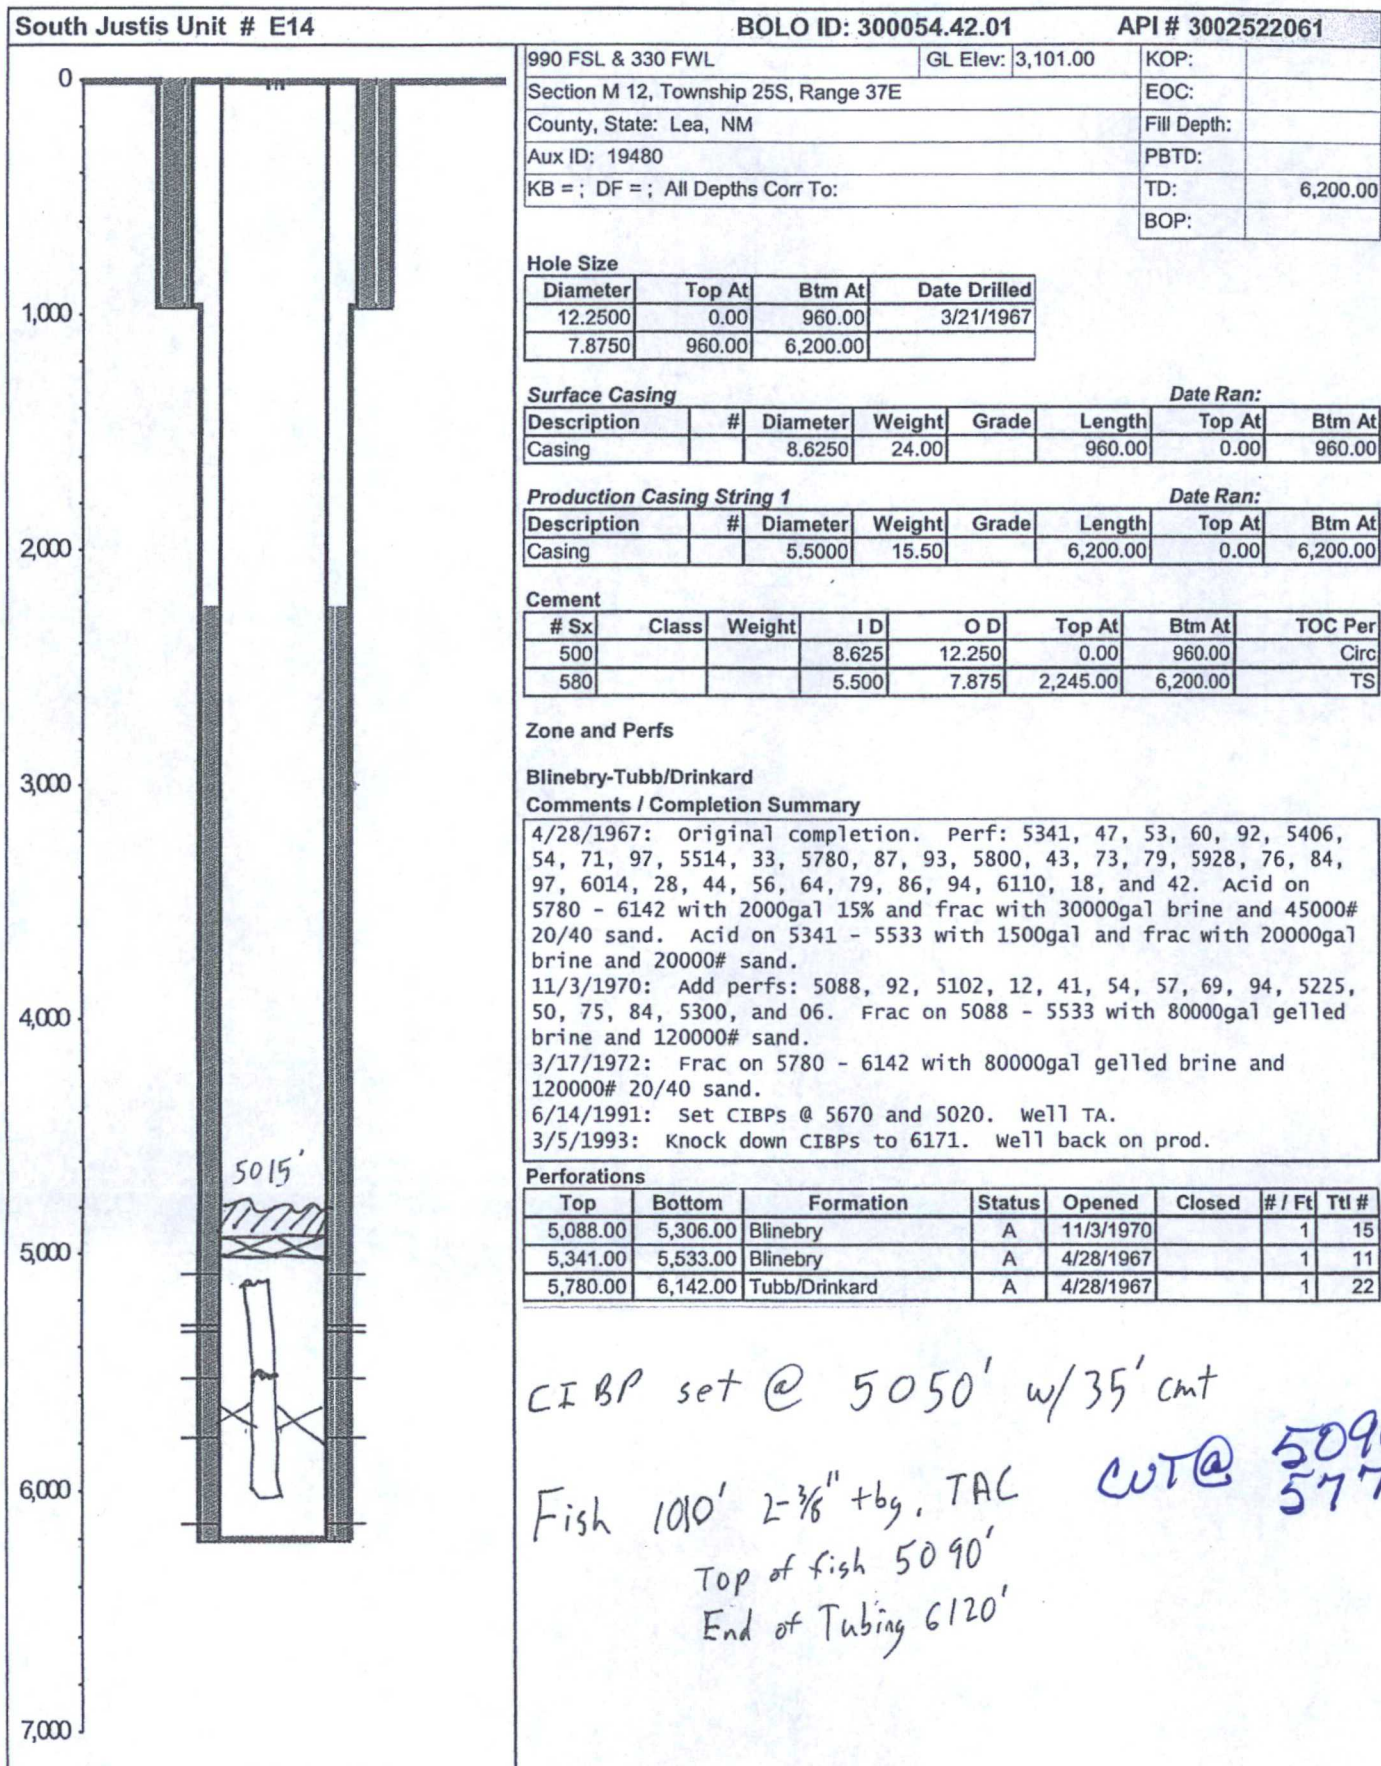 South Justis Unit # E14 BOLO ID: 300054.42.01 API # 3002522061
990 FSL & 330 FWL GL Elev: 3,101.00 KOP:
Section M 12, Township 25S, Range 37E EOC:
County, State: Lea, NM Fill Depth:
Aux ID: 19480 PBTD:
KB = ; DF = ; All Depths Corr To: TD: 6,200.00
BOP:
Hole Size
Diameter Top At Btm At Date Drilled
12.2500 0.00 960.00 3/21/1967
7.8750 960.00 6,200.00
Surface Casing Date Ran:
Description # Diameter Weight Grade Length Top At Btm At
Casing 8.6250 24.00 960.00 0.00 960.00
Production Casing String 1 Date Ran:
Description # Diameter Weight Grade Length Top At Btm At
Casing 5.5000 15.50 6,200.00 0.00 6,200.00
Cement
# Sx Class Weight I D O D Top At Btm At TOC Per
500 8.625 12.250 0.00 960.00 Circ
580 5.500 7.875 2,245.00 6,200.00 TS
Zone and Perfs
Blinebry-Tubb/Drinkard
Comments / Completion Summary
4/28/1967: Original completion. Perf: 5341, 47, 53, 60, 92, 5406,
54, 71, 97, 5514, 33, 5780, 87, 93, 5800, 43, 73, 79, 5928, 76, 84,
97, 6014, 28, 44, 56, 64, 79, 86, 94, 6110, 18, and 42. Acid on
5780 - 6142 with 2000gal 15% and frac with 30000gal brine and 45000#
20/40 sand. Acid on 5341 - 5533 with 1500gal and frac with 20000gal
brine and 20000# sand.
11/3/1970: Add perfs: 5088, 92, 5102, 12, 41, 54, 57, 69, 94, 5225,
50, 75, 84, 5300, and 06. Frac on 5088 - 5533 with 80000gal gelled
brine and 120000# sand.
3/17/1972: Frac on 5780 - 6142 with 80000gal gelled brine and
120000# 20/40 sand.
6/14/1991: Set CIBPs @ 5670 and 5020. Well TA.
3/5/1993: Knock down CIBPs to 6171. Well back on prod.
Perforations
Top Bottom Formation Status Opened Closed # / Ft Ttl #
5,088.00 5,306.00 Blinebry A 11/3/1970 1 15
5,341.00 5,533.00 Blinebry A 4/28/1967 1 11
5,780.00 6,142.00 Tubb/Drinkard A 4/28/1967 1 22
CIBP set @ 5050' w/35' cmt
CUT @ 509
577
Fish 1010' 2-3/8" tbg, TAC
Top of fish 5090'
End of Tubing 6120'
0
1,000
2,000
3,000
4,000
5015'
5,000
6,000
7,000